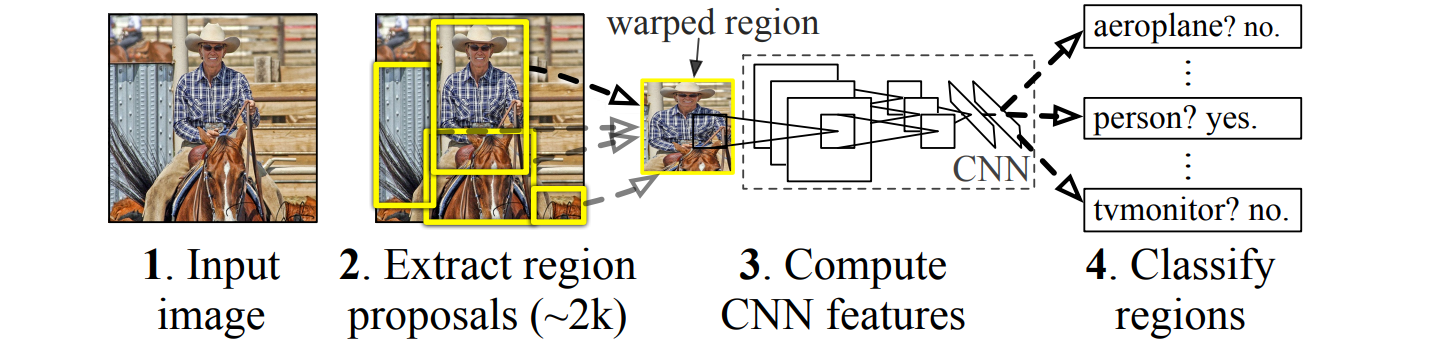 warped region
aeroplane? no.
person? yes.
CNN
tvmonitor? no.
1. Input
image
2. Extract region
proposals (~2k)
3. Compute
CNN features
4. Classify
regions